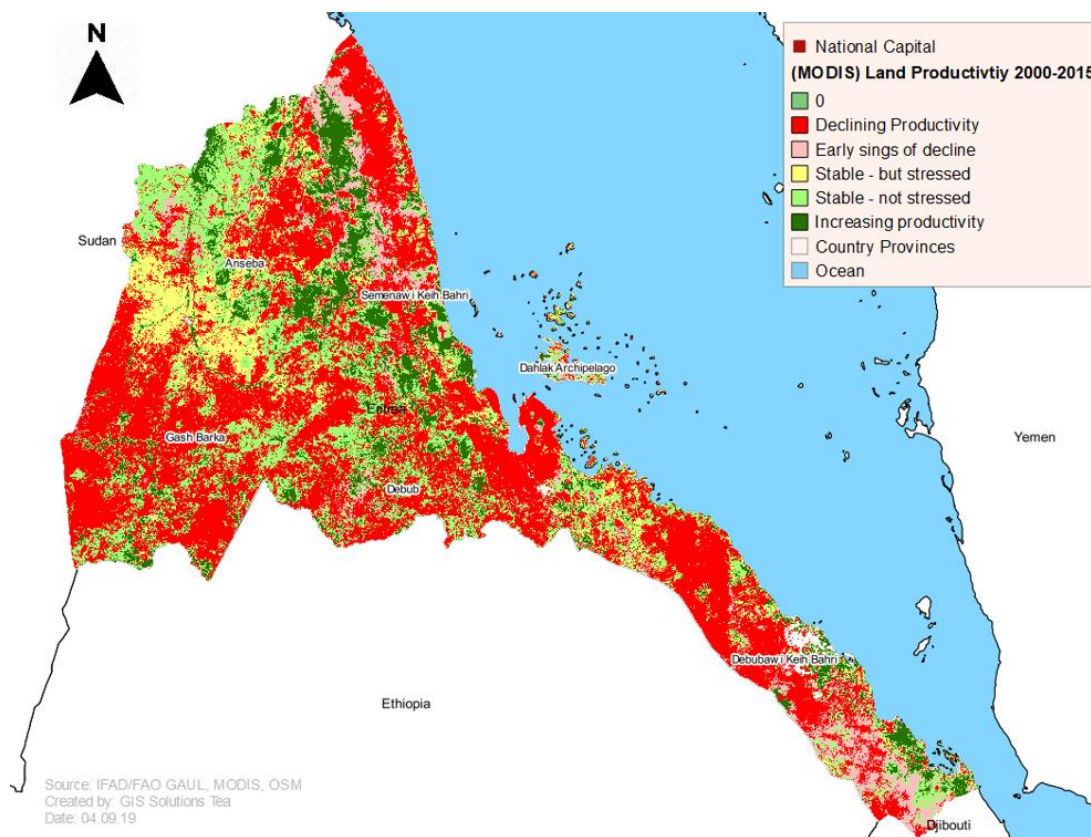 N
National Capital
(MODIS) Land Productivtiy 2000-2015
0
Declining Productivity
Early sings of decline
Stable - but stressed
Stable - not stressed
Increasing productivity
Country Provinces
Ocean
Sudan
Anseba
Semenawi Keih Bahri
Dahlak Archipelago
Eritrea
Gash Barka
Yemen
Debub
Debubawi Keih Bahri
Ethiopia
Source: IFAD/FAO GAUL, MODIS, OSM
Created by: GIS Solutions Tea
Date: 04.09.19
Djibouti